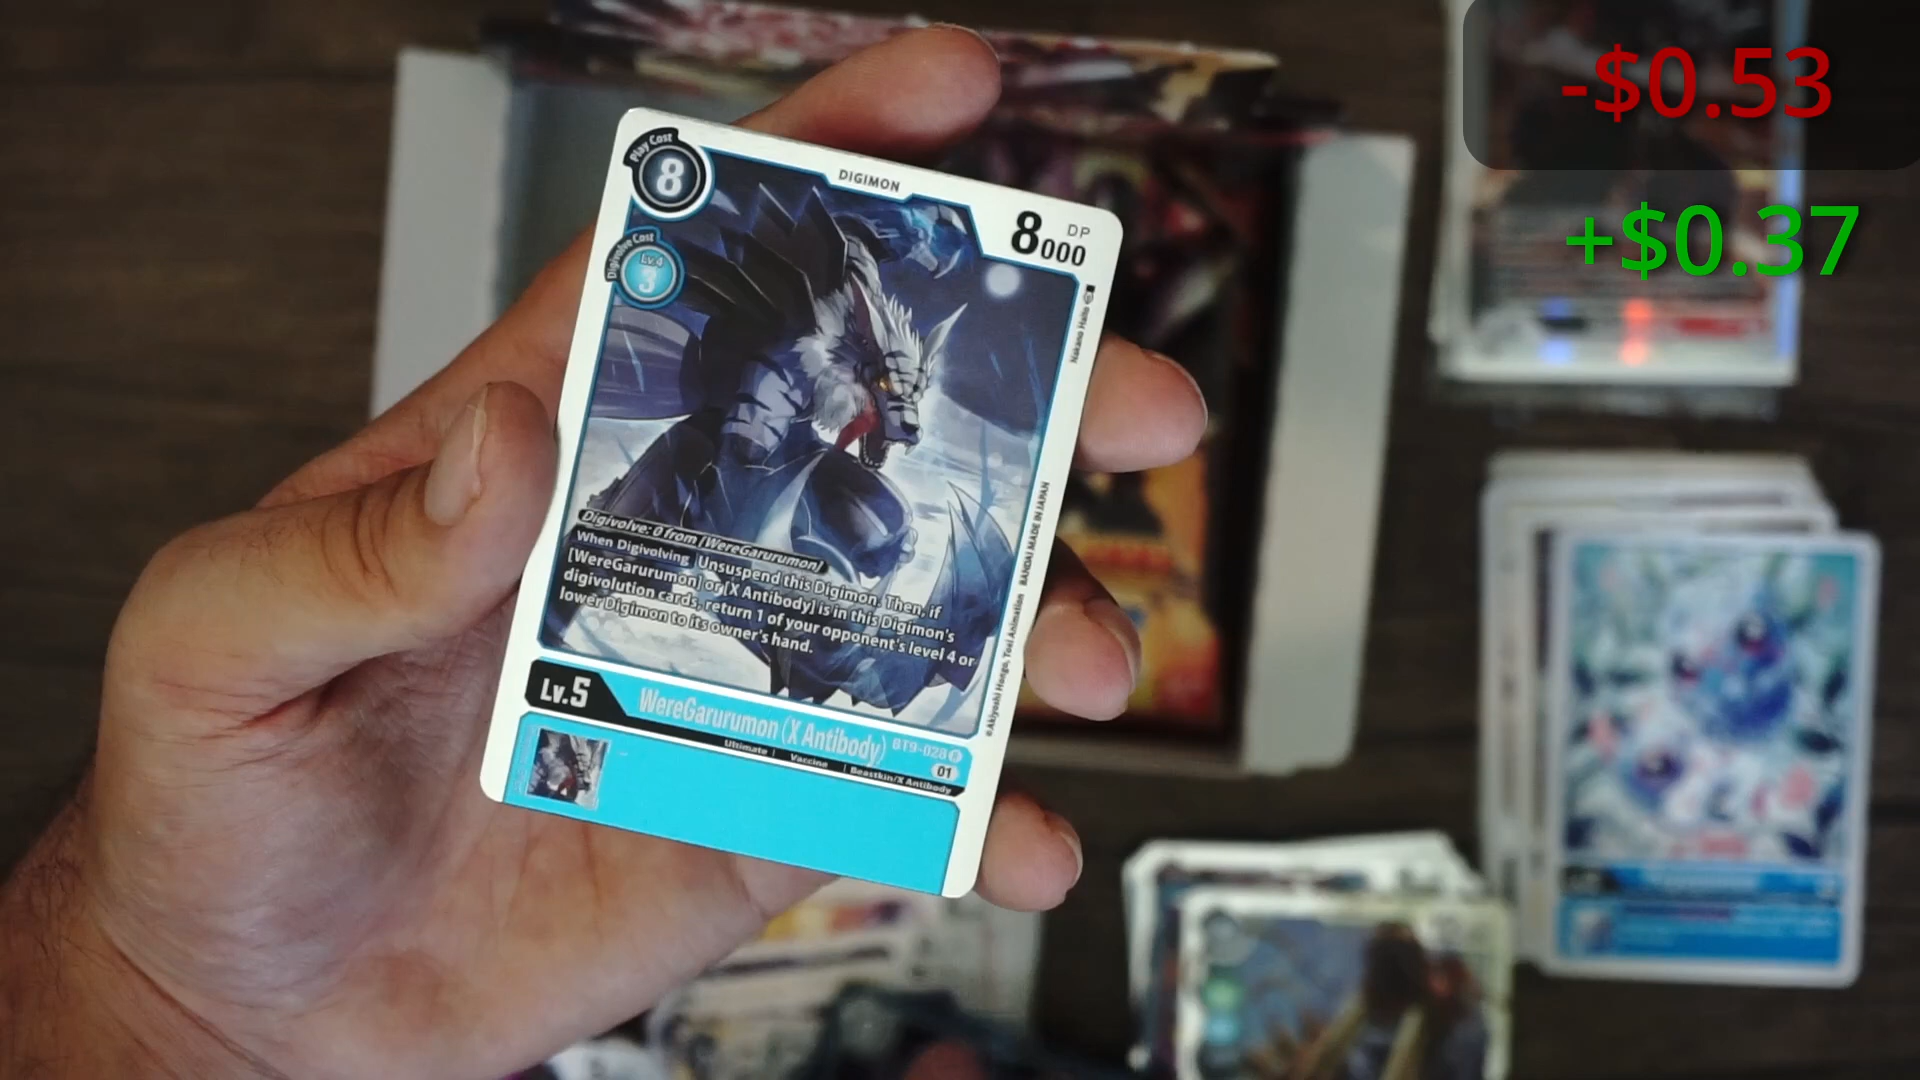 -$0.53
+$0.37
Play Cost
8
DIGIMON
8000 DP
Digivolve Cost
Lv.4
3
Nakano Haito
Digivolve: 0 from [WereGarurumon]
When Digivolving Unsuspend this Digimon. Then, if
[WereGarurumon] or [X Antibody] is in this Digimon's
digivolution cards, return 1 of your opponent's level 4 or
lower Digimon to its owner's hand.
©Akiyoshi Hongo, Toei Animation BANDAI MADE IN JAPAN
Lv.5
WereGarurumon (X Antibody)
BT9-028 R
Ultimate | Vaccine | Beastkin/X Antibody
01